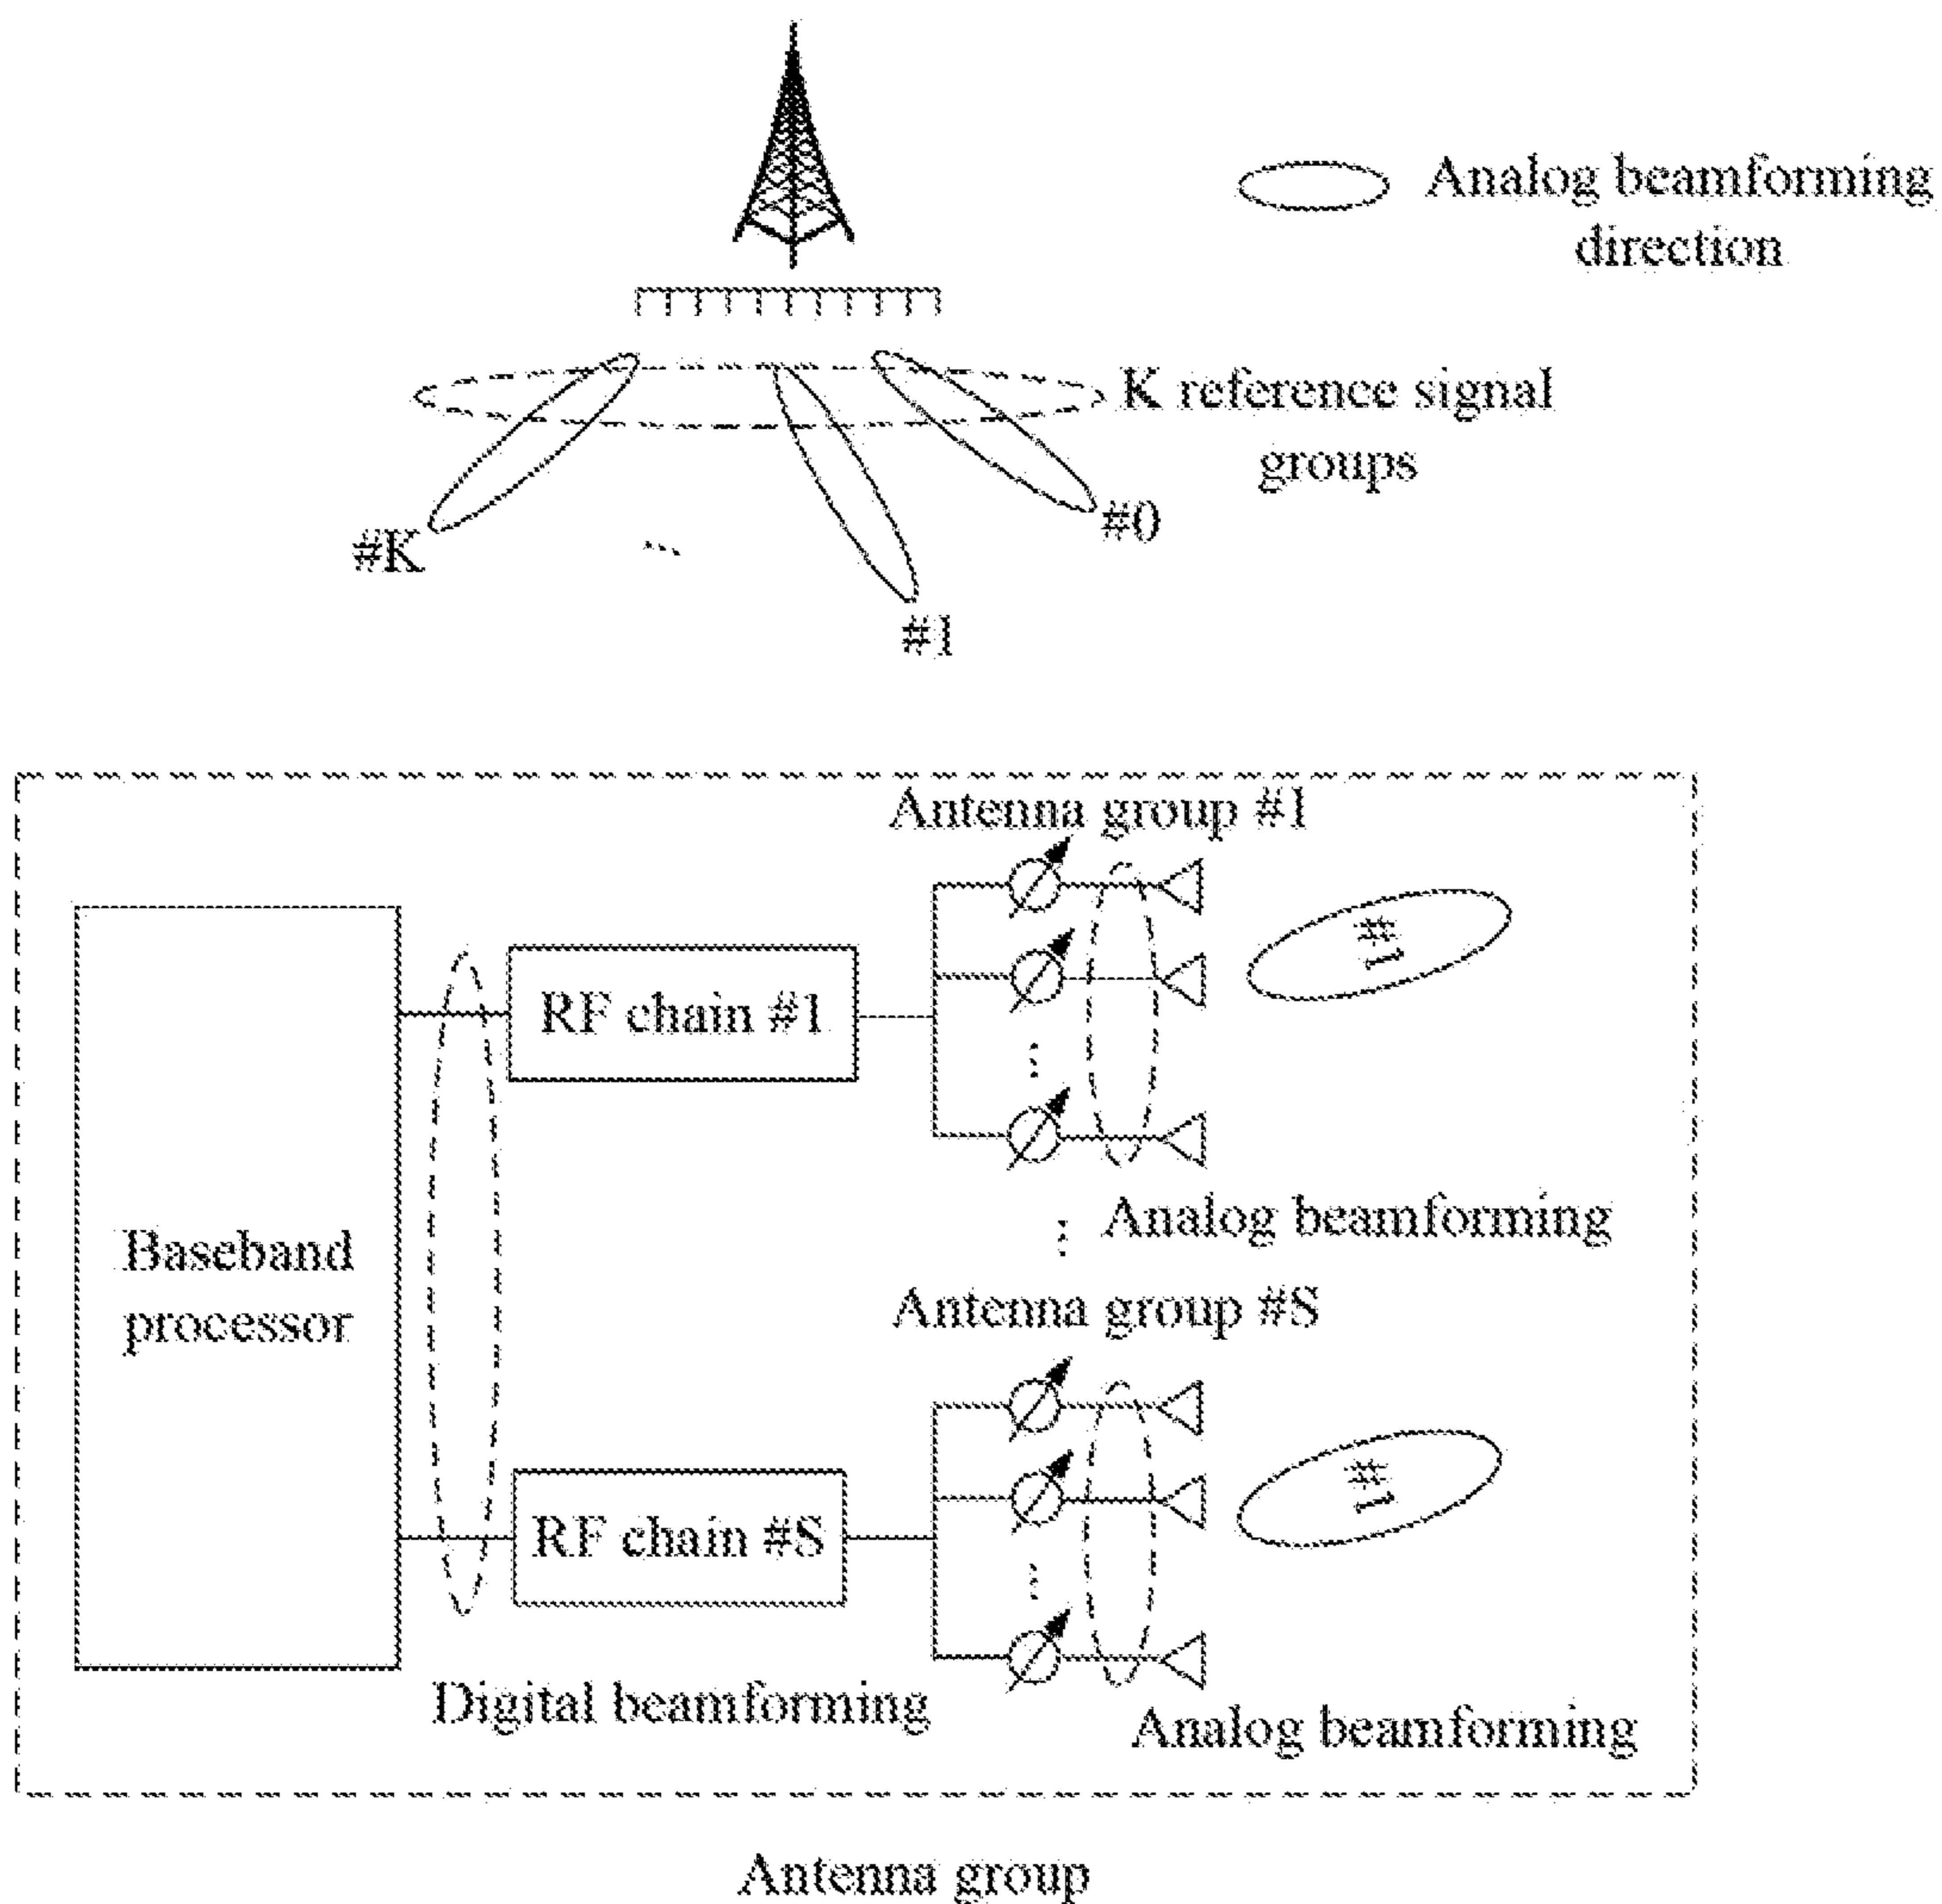 Analog beamforming
direction
K reference signal
groups
#K
#0
#1
Antenna group #1
#1
RF chain #1
Analog beamforming
Baseband
processor
Antenna group #S
#1
RF chain #S
Digital beamforming
Analog beamforming
Antenna group